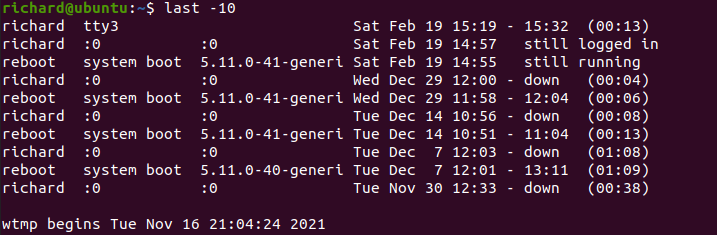 richard@ubuntu:~$ last -10
richard  tty3                          Sat Feb 19 15:19 - 15:32  (00:13)
richard  :0           :0               Sat Feb 19 14:57   still logged in
reboot   system boot  5.11.0-41-generi Sat Feb 19 14:55   still running
richard  :0           :0               Wed Dec 29 12:00 - down   (00:04)
reboot   system boot  5.11.0-41-generi Wed Dec 29 11:58 - 12:04  (00:06)
richard  :0           :0               Tue Dec 14 10:56 - down   (00:08)
reboot   system boot  5.11.0-41-generi Tue Dec 14 10:51 - 11:04  (00:13)
richard  :0           :0               Tue Dec  7 12:03 - down   (01:08)
reboot   system boot  5.11.0-40-generi Tue Dec  7 12:01 - 13:11  (01:09)
richard  :0           :0               Tue Nov 30 12:33 - down   (00:38)

wtmp begins Tue Nov 16 21:04:24 2021